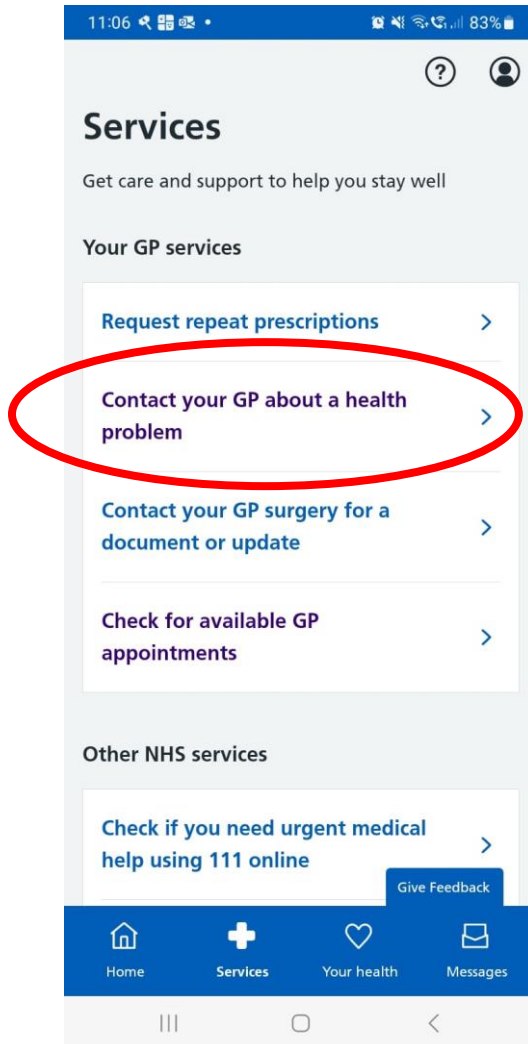 11:06 83%
Services
Get care and support to help you stay well
Your GP services
Request repeat prescriptions
Contact your GP about a health
problem
Contact your GP surgery for a
document or update
Check for available GP
appointments
Other NHS services
Check if you need urgent medical
help using 111 online
Give Feedback
Home Services Your health Messages